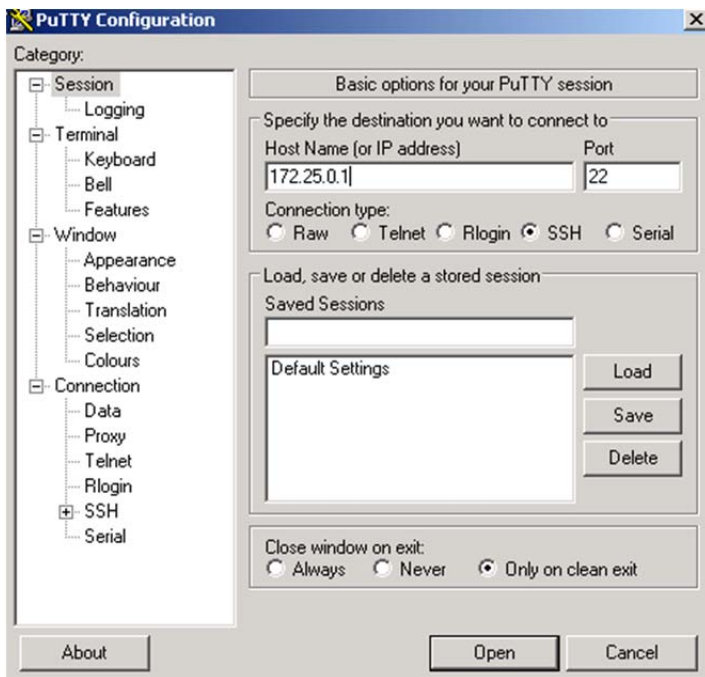 PuTTY Configuration
Category:
Session
Logging
Terminal
Keyboard
Bell
Features
Window
Appearance
Behaviour
Translation
Selection
Colours
Connection
Data
Proxy
Telnet
Rlogin
SSH
Serial
Basic options for your PuTTY session
Specify the destination you want to connect to
Host Name (or IP address) Port
172.25.0.1 22
Connection type:
Raw Telnet Rlogin SSH Serial
Load, save or delete a stored session
Saved Sessions
Default Settings
Load
Save
Delete
Close window on exit:
Always Never Only on clean exit
About Open Cancel